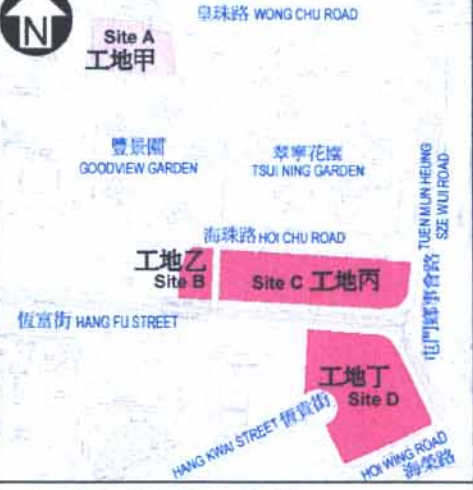 皇珠路 WONG CHU ROAD
N
Site A
工地甲
豐景園
GOODVIEW GARDEN
翠寧花園
TSUI NING GARDEN
屯門鄉事會路 TUEN MUN HEUNG
SZE WUI ROAD
海珠路 HOI CHU ROAD
工地乙
Site B
Site C 工地丙
恆富街 HANG FU STREET
工地丁
Site D
HANG KWAI STREET 恆貴街
HOI WING ROAD
海榮路